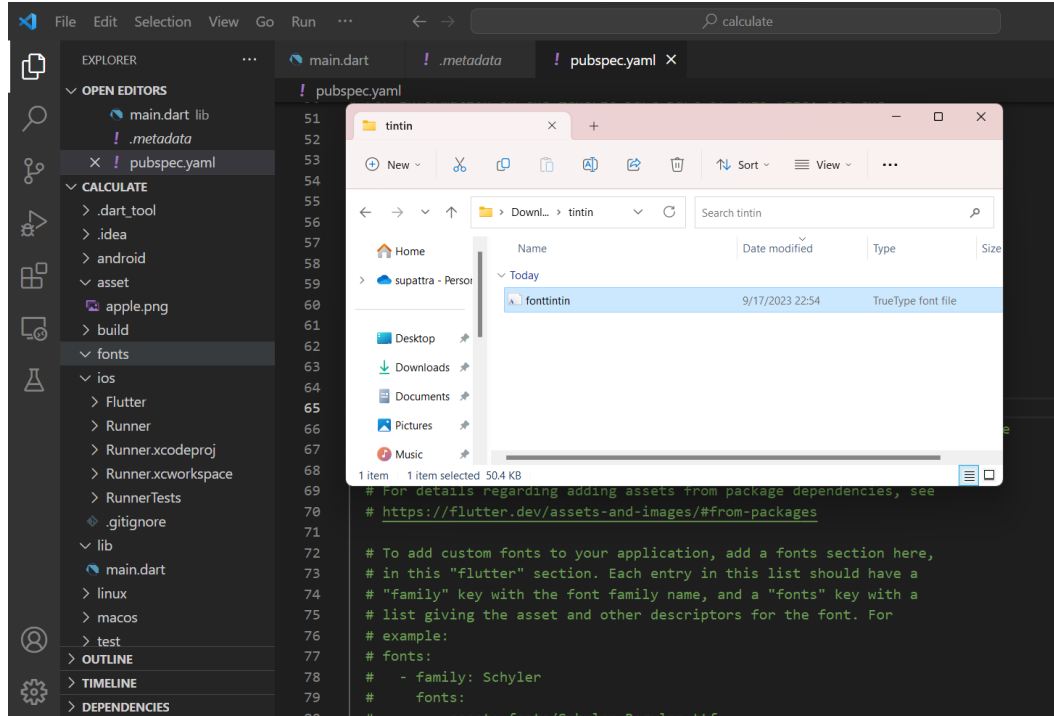 File Edit Selection View Go Run ··· calculate
EXPLORER ···
OPEN EDITORS
main.dart lib
! .metadata
! pubspec.yaml
CALCULATE
.dart_tool
.idea
android
asset
apple.png
build
fonts
ios
Flutter
Runner
Runner.xcodeproj
Runner.xcworkspace
RunnerTests
.gitignore
lib
main.dart
linux
macos
test
OUTLINE
TIMELINE
DEPENDENCIES
main.dart ! .metadata ! pubspec.yaml
! pubspec.yaml
51
52
53
54
55
56
57
58
59
60
61
62
63
64
65
66
67
68
69 # For details regarding adding assets from package dependencies, see
70 # https://flutter.dev/assets-and-images/#from-packages
71
72 # To add custom fonts to your application, add a fonts section here,
73 # in this "flutter" section. Each entry in this list should have a
74 # "family" key with the font family name, and a "fonts" key with a
75 # list giving the asset and other descriptors for the font. For
76 # example:
77 # fonts:
78 #   - family: Schyler
79 #     fonts:
tintin
New Sort View ···
Downl... > tintin Search tintin
Home
supattra - Person
Desktop
Downloads
Documents
Pictures
Music
Name Date modified Type Size
Today
fonttintin 9/17/2023 22:54 TrueType font file
1 item 1 item selected 50.4 KB